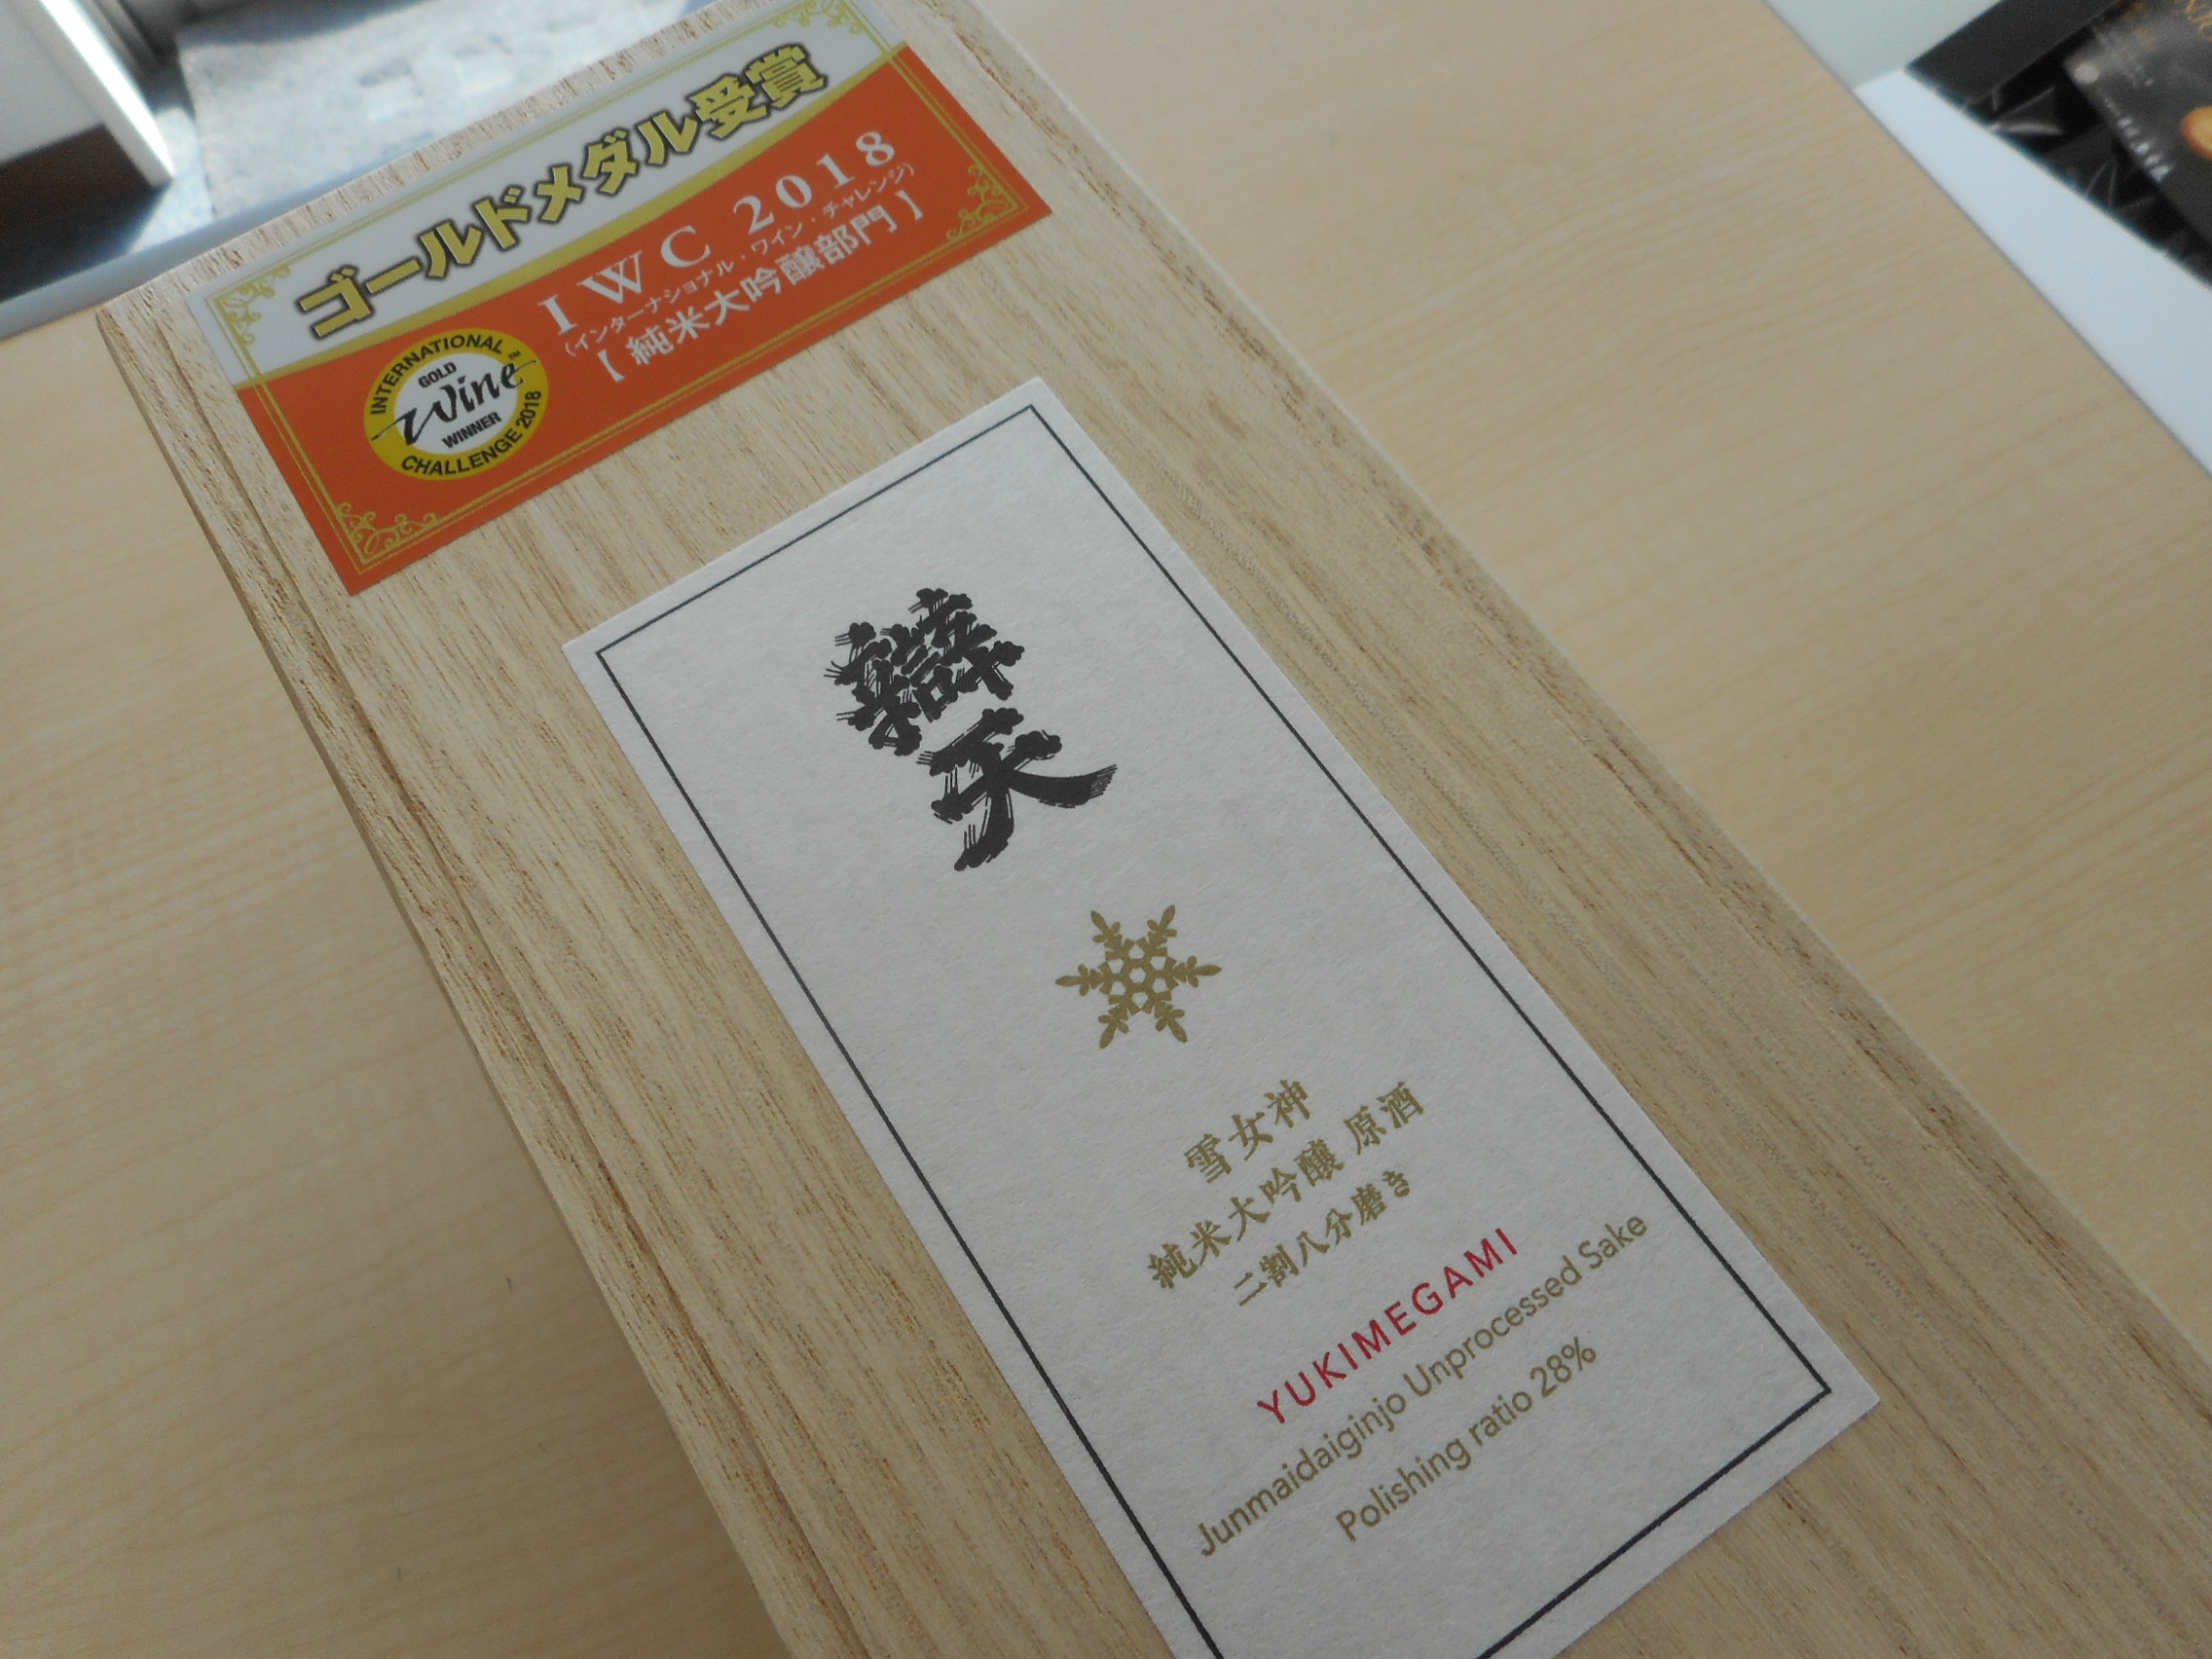 ゴールドメダル受賞
IWC 2018
(インターナショナル・ワイン・チャレンジ)
【純米大吟醸部門】
INTERNATIONAL
GOLD
Wine™
WINNER
CHALLENGE 2018
辯天
雪女神
純米大吟醸 原酒
二割八分磨き
YUKIMEGAMI
Junmaidaiginjo Unprocessed Sake
Polishing ratio 28%